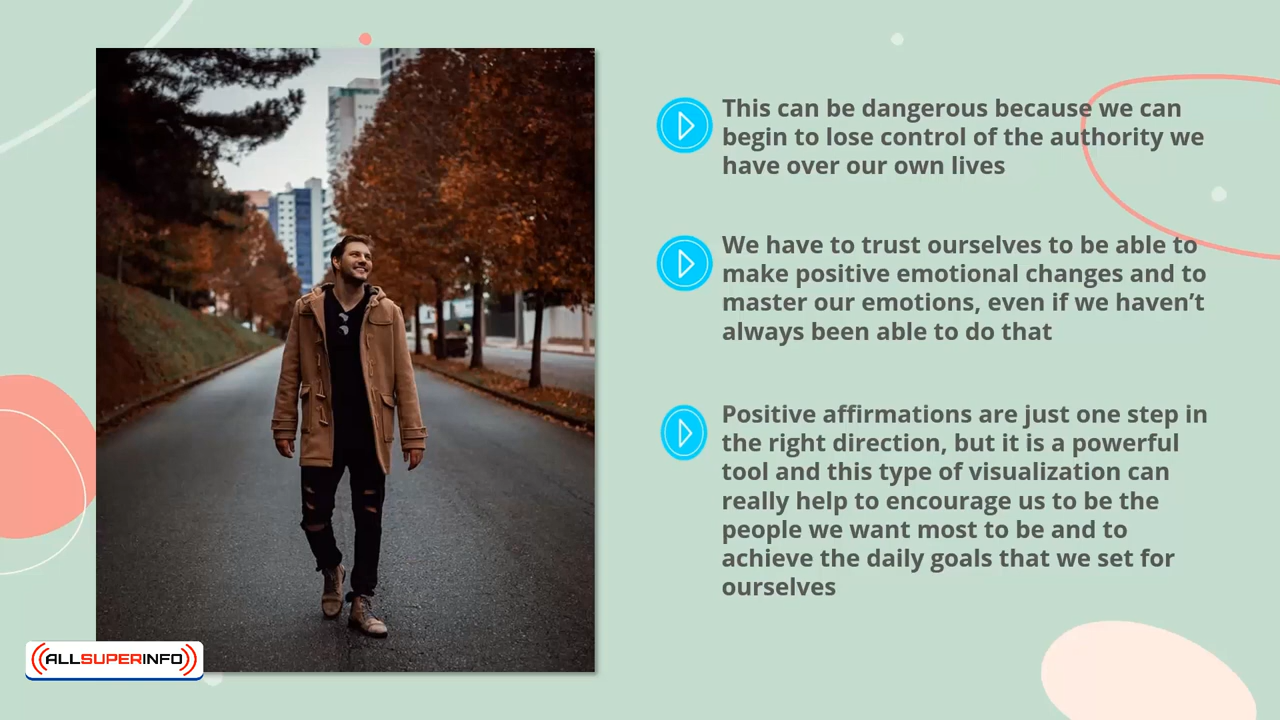 This can be dangerous because we can
begin to lose control of the authority we
have over our own lives
We have to trust ourselves to be able to
make positive emotional changes and to
master our emotions, even if we haven’t
always been able to do that
Positive affirmations are just one step in
the right direction, but it is a powerful
tool and this type of visualization can
really help to encourage us to be the
people we want most to be and to
achieve the daily goals that we set for
ourselves
ALLSUPERINFO